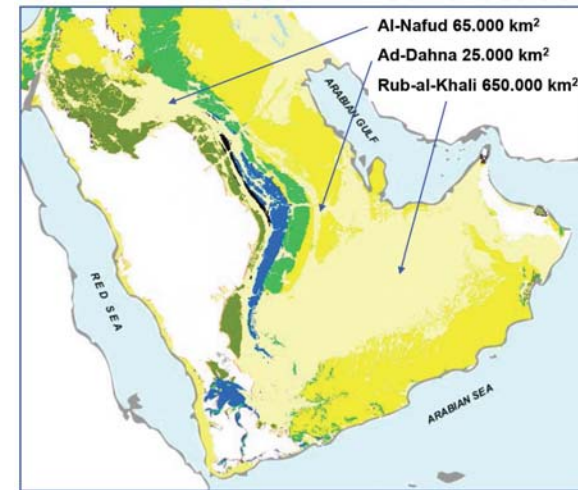 Al-Nafud 65.000 km²
Ad-Dahna 25.000 km²
Rub-al-Khali 650.000 km²
ARABIAN GULF
RED SEA
ARABIAN SEA